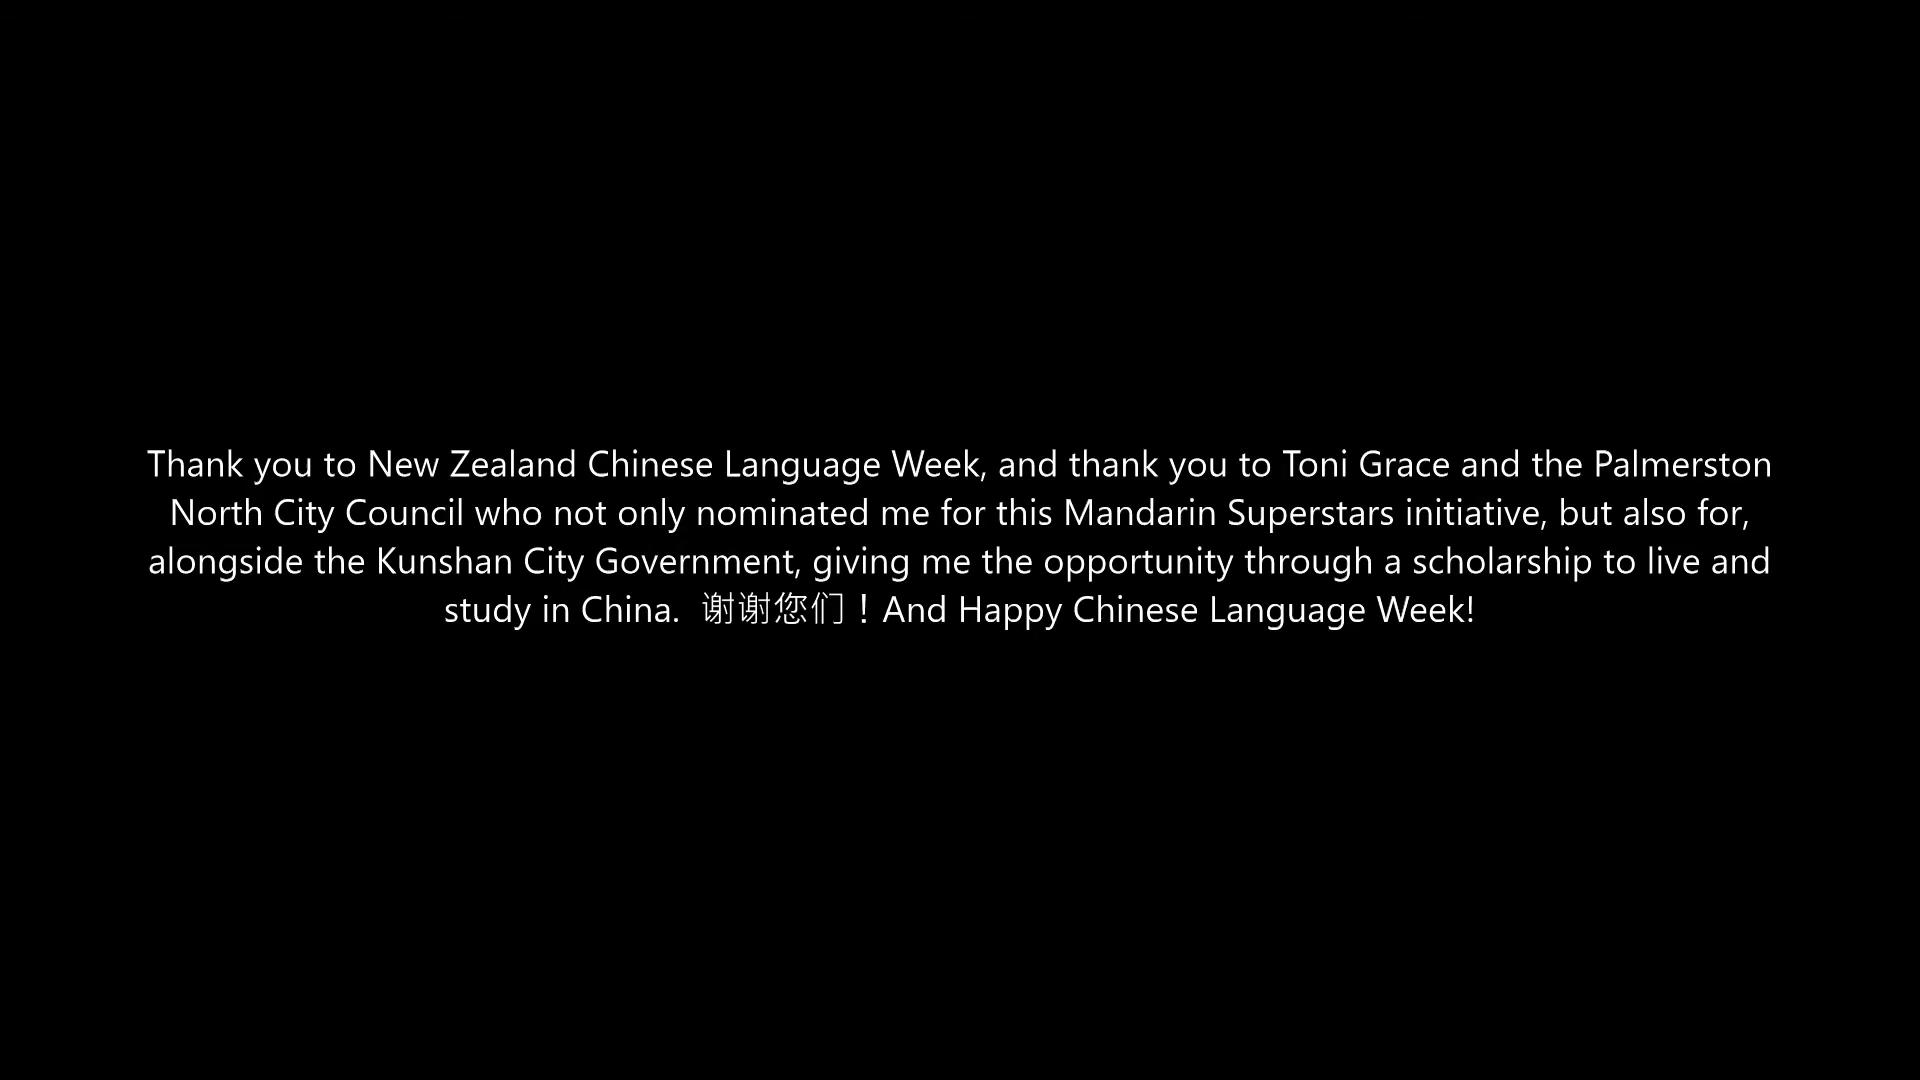 Thank you to New Zealand Chinese Language Week, and thank you to Toni Grace and the Palmerston
North City Council who not only nominated me for this Mandarin Superstars initiative, but also for,
alongside the Kunshan City Government, giving me the opportunity through a scholarship to live and
study in China.  谢谢您们！And Happy Chinese Language Week!